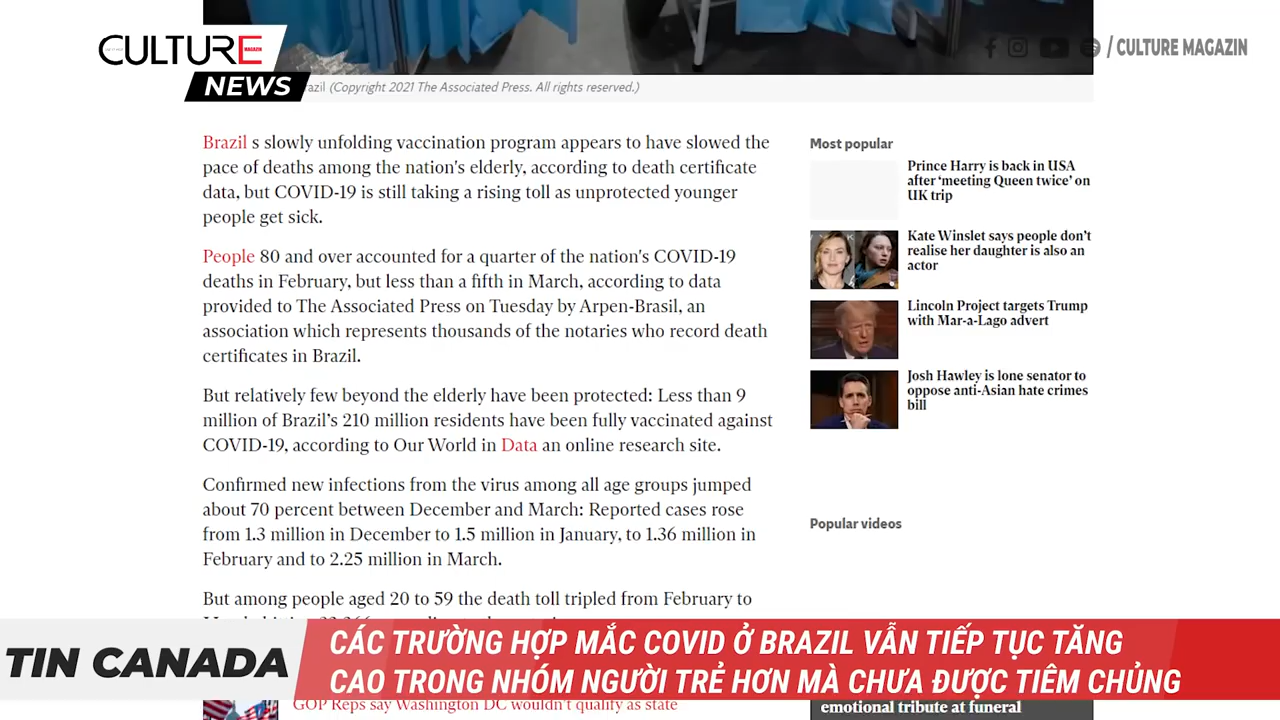 CULTURE
MAGAZIN
NEWS
/ CULTURE MAGAZIN
(Copyright 2021 The Associated Press. All rights reserved.)
Brazil s slowly unfolding vaccination program appears to have slowed the
pace of deaths among the nation's elderly, according to death certificate
data, but COVID-19 is still taking a rising toll as unprotected younger
people get sick.
People 80 and over accounted for a quarter of the nation's COVID-19
deaths in February, but less than a fifth in March, according to data
provided to The Associated Press on Tuesday by Arpen-Brasil, an
association which represents thousands of the notaries who record death
certificates in Brazil.
But relatively few beyond the elderly have been protected: Less than 9
million of Brazil’s 210 million residents have been fully vaccinated against
COVID-19, according to Our World in Data an online research site.
Confirmed new infections from the virus among all age groups jumped
about 70 percent between December and March: Reported cases rose
from 1.3 million in December to 1.5 million in January, to 1.36 million in
February and to 2.25 million in March.
But among people aged 20 to 59 the death toll tripled from February to
Most popular
Prince Harry is back in USA
after ‘meeting Queen twice’ on
UK trip
Kate Winslet says people don’t
realise her daughter is also an
actor
Lincoln Project targets Trump
with Mar-a-Lago advert
Josh Hawley is lone senator to
oppose anti-Asian hate crimes
bill
Popular videos
TIN CANADA
CÁC TRƯỜNG HỢP MẮC COVID Ở BRAZIL VẪN TIẾP TỤC TĂNG
CAO TRONG NHÓM NGƯỜI TRẺ HƠN MÀ CHƯA ĐƯỢC TIÊM CHỦNG
GOP Reps say Washington DC wouldn’t qualify as state
emotional tribute at funeral